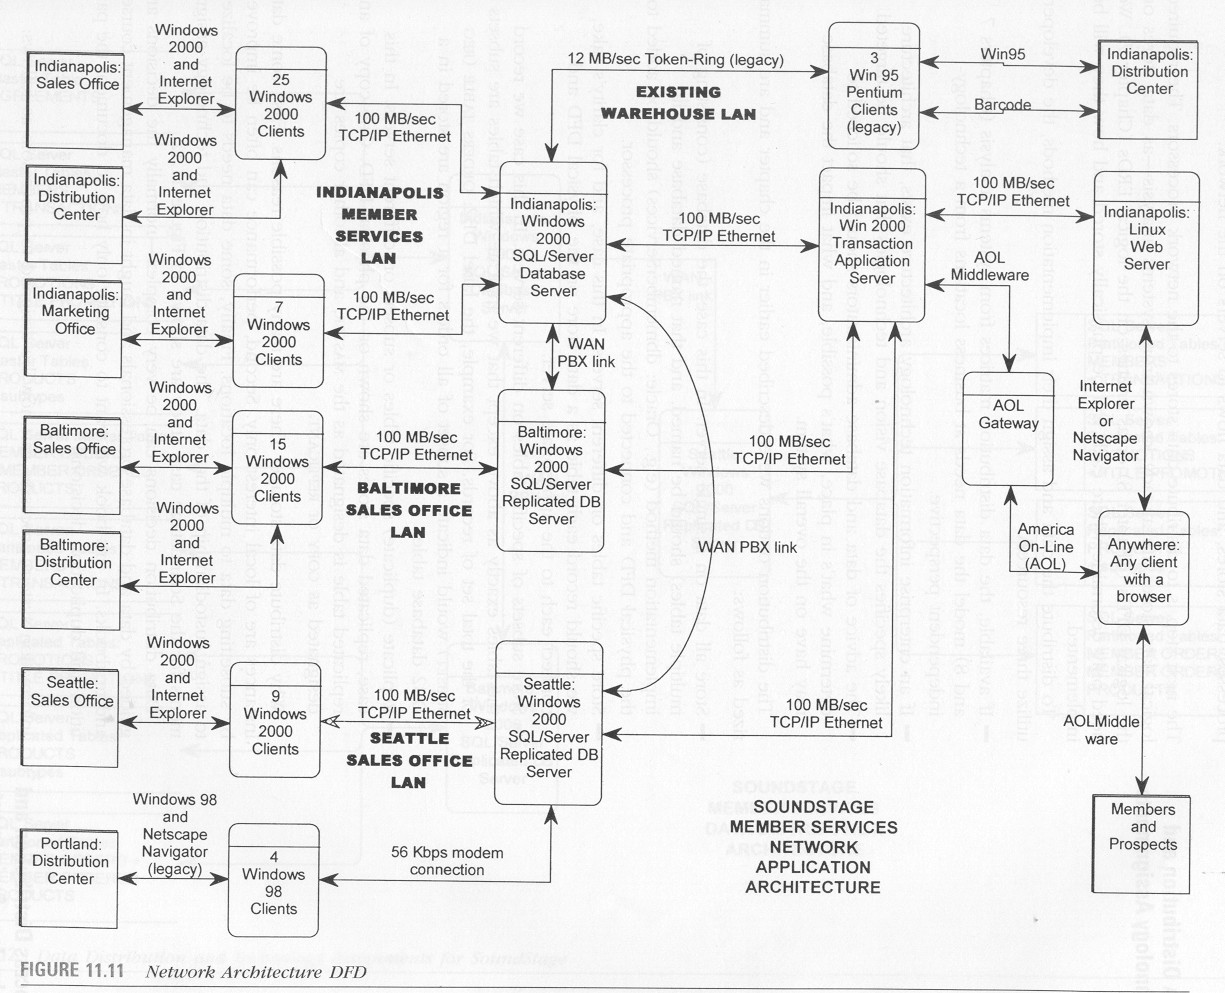 Windows
2000
and
Internet
Explorer
Indianapolis:
Sales Office
25
Windows
2000
Clients
100 MB/sec
TCP/IP Ethernet
12 MB/sec Token-Ring (legacy)
EXISTING
WAREHOUSE LAN
3
Win 95
Pentium
Clients
(legacy)
Win95
Barcode
Indianapolis:
Distribution
Center
Windows
2000
and
Internet
Explorer
Indianapolis:
Distribution
Center
INDIANAPOLIS
MEMBER
SERVICES
LAN
Indianapolis:
Windows
2000
SQL/Server
Database
Server
100 MB/sec
TCP/IP Ethernet
Indianapolis:
Win 2000
Transaction
Application
Server
100 MB/sec
TCP/IP Ethernet
Indianapolis:
Linux
Web
Server
AOL
Middleware
Windows
2000
and
Internet
Explorer
Indianapolis:
Marketing
Office
7
Windows
2000
Clients
100 MB/sec
TCP/IP Ethernet
WAN
PBX link
AOL
Gateway
Internet
Explorer
or
Netscape
Navigator
Windows
2000
and
Internet
Explorer
Baltimore:
Sales Office
15
Windows
2000
Clients
100 MB/sec
TCP/IP Ethernet
BALTIMORE
SALES OFFICE
LAN
Baltimore:
Windows
2000
SQL/Server
Replicated DB
Server
100 MB/sec
TCP/IP Ethernet
WAN PBX link
America
On-Line
(AOL)
Anywhere:
Any client
with a
browser
Windows
2000
and
Internet
Explorer
Baltimore:
Distribution
Center
Windows
2000
and
Internet
Explorer
Seattle:
Sales Office
9
Windows
2000
Clients
100 MB/sec
TCP/IP Ethernet
SEATTLE
SALES OFFICE
LAN
Seattle:
Windows
2000
SQL/Server
Replicated DB
Server
100 MB/sec
TCP/IP Ethernet
AOLMiddle
ware
Windows 98
and
Netscape
Navigator
(legacy)
Portland:
Distribution
Center
4
Windows
98
Clients
56 Kbps modem
connection
SOUNDSTAGE
MEMBER SERVICES
NETWORK
APPLICATION
ARCHITECTURE
Members
and
Prospects
FIGURE 11.11 Network Architecture DFD